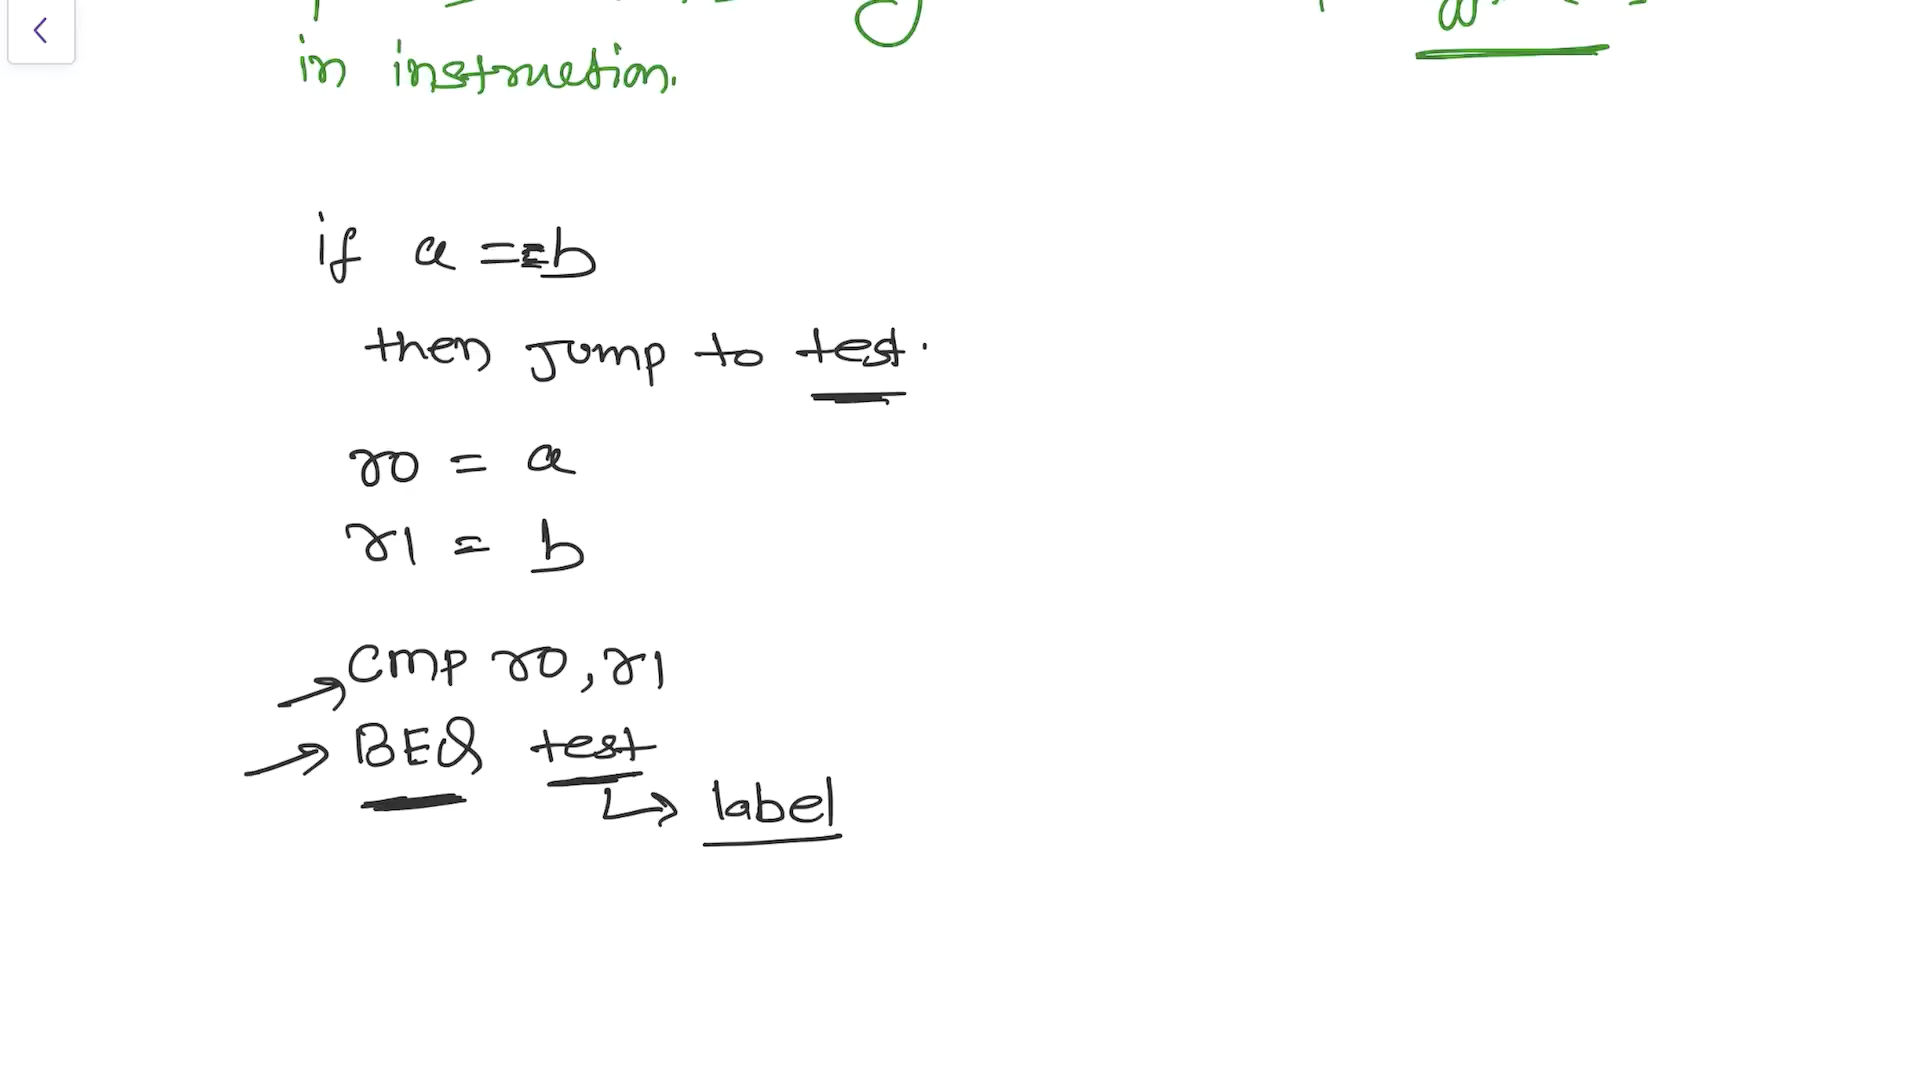 in instruction.
if a == b
then jump to test.
r0 = a
r1 = b
cmp r0, r1
BEQ test
label